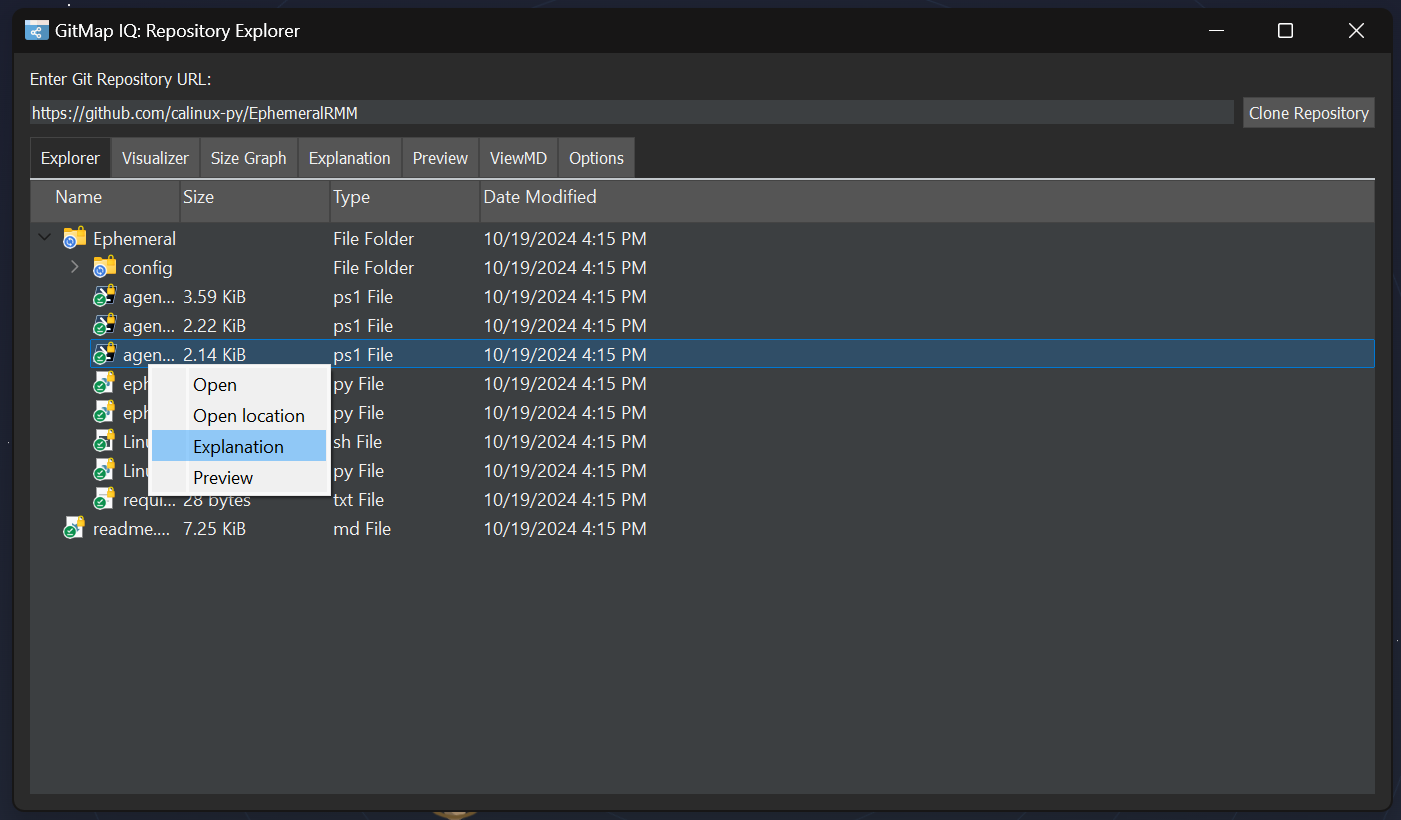 GitMap IQ: Repository Explorer
Enter Git Repository URL:
https://github.com/calinux-py/EphemeralRMM Clone Repository
Explorer Visualizer Size Graph Explanation Preview ViewMD Options
Name Size Type Date Modified
Ephemeral File Folder 10/19/2024 4:15 PM
config File Folder 10/19/2024 4:15 PM
agen... 3.59 KiB ps1 File 10/19/2024 4:15 PM
agen... 2.22 KiB ps1 File 10/19/2024 4:15 PM
agen... 2.14 KiB ps1 File 10/19/2024 4:15 PM
eph py File 10/19/2024 4:15 PM
Open
eph py File 10/19/2024 4:15 PM
Open location
Linu sh File 10/19/2024 4:15 PM
Explanation
Linu py File 10/19/2024 4:15 PM
Preview
requi... 28 bytes txt File 10/19/2024 4:15 PM
readme.... 7.25 KiB md File 10/19/2024 4:15 PM